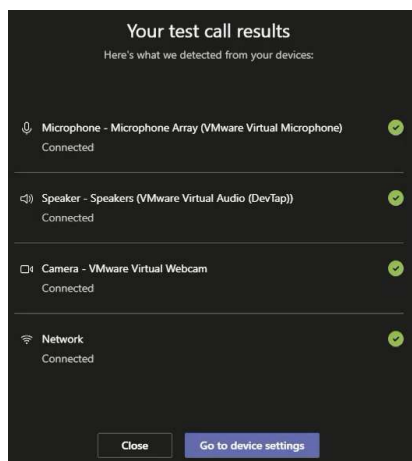 Your test call results
Here's what we detected from your devices:
Microphone - Microphone Array (VMware Virtual Microphone)
Connected
Speaker - Speakers (VMware Virtual Audio (DevTap))
Connected
Camera - VMware Virtual Webcam
Connected
Network
Connected
Close Go to device settings